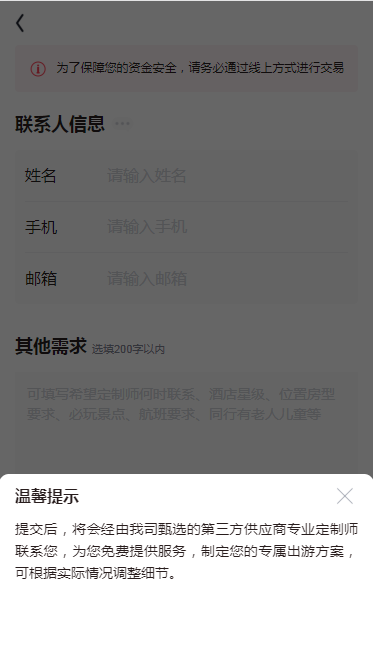 为了保障您的资金安全，请务必通过线上方式进行交易
联系人信息
姓名 请输入姓名
手机 请输入手机
邮箱 请输入邮箱
其他需求 选填200字以内
可填写希望定制师何时联系、酒店星级、位置房型
要求、必玩景点、航班要求、同行有老人儿童等
温馨提示
提交后，将会经由我司甄选的第三方供应商专业定制师
联系您，为您免费提供服务，制定您的专属出游方案，
可根据实际情况调整细节。